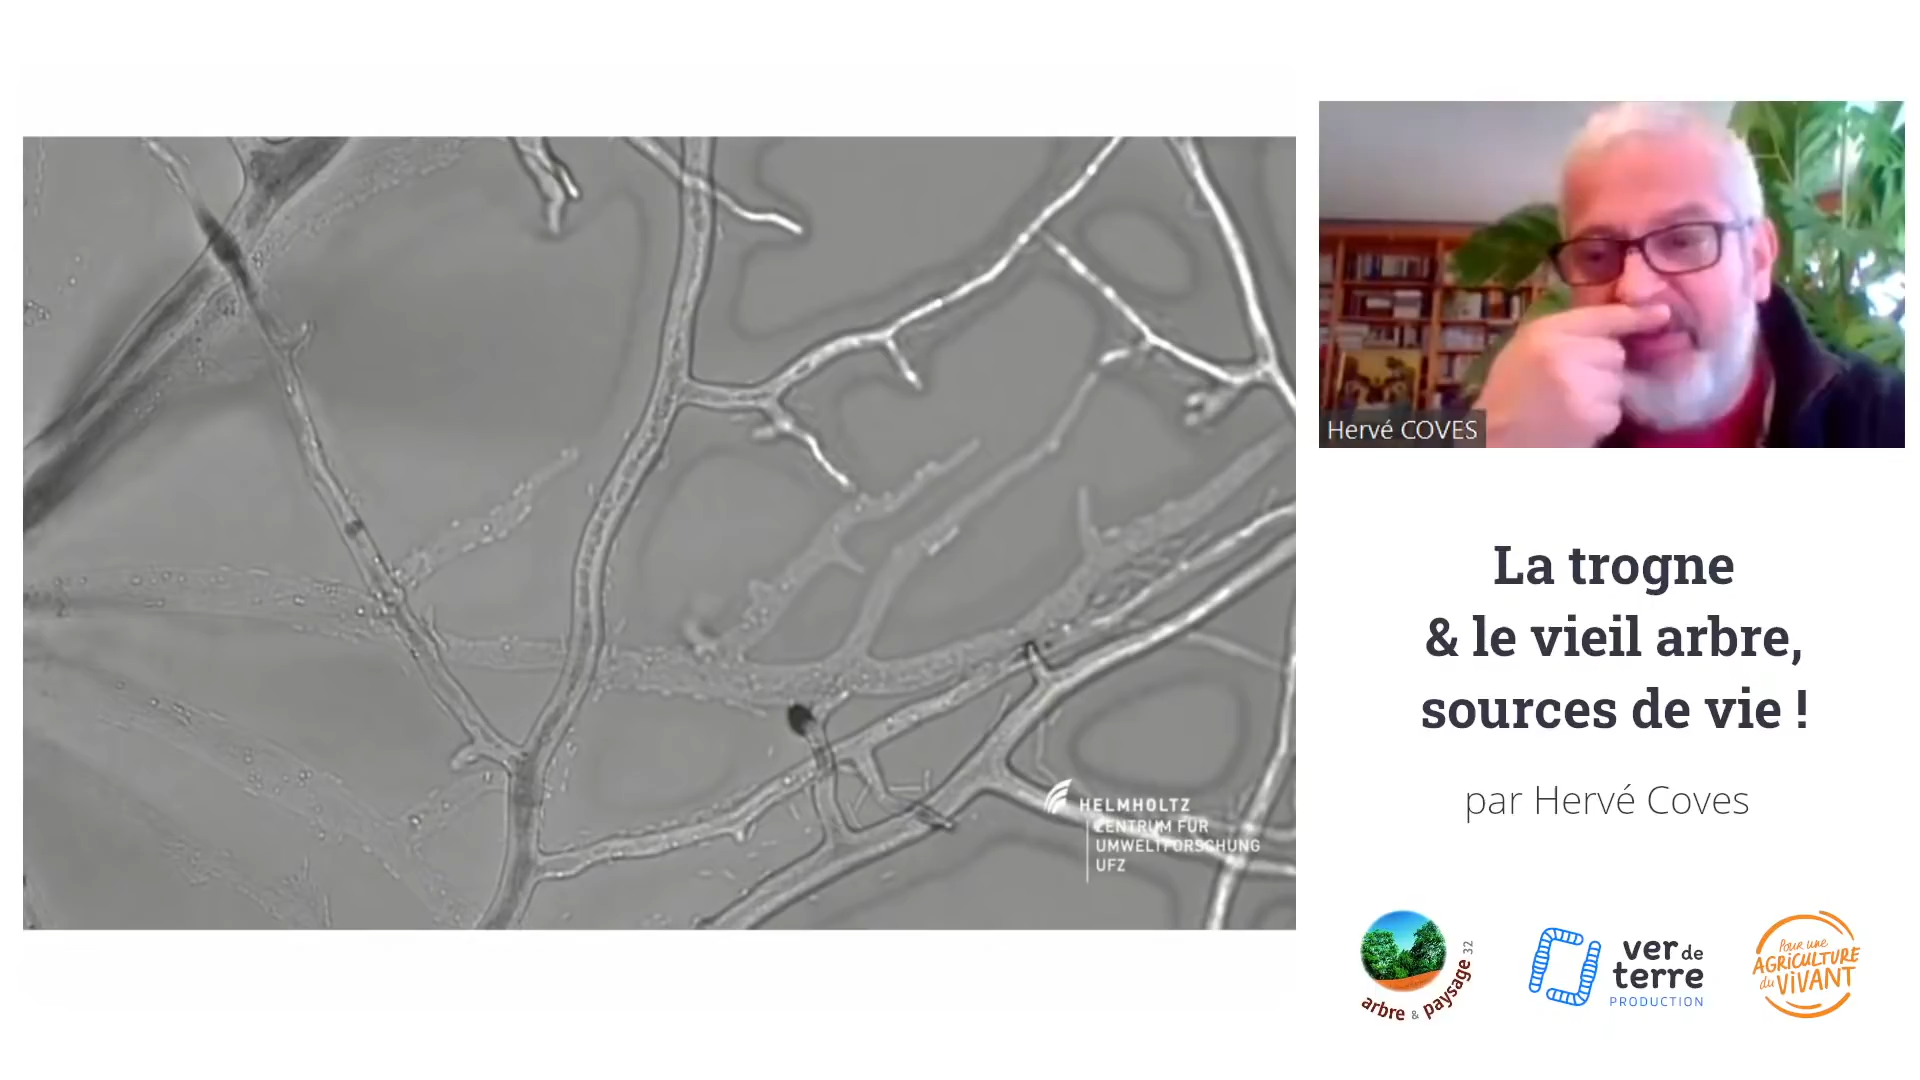 HELMHOLTZ
ZENTRUM FÜR
UMWELTFORSCHUNG
UFZ
Hervé COVES
La trogne
& le vieil arbre,
sources de vie !
par Hervé Coves
arbre & paysage 32
ver de
terre
PRODUCTION
Pour une
AGRiCULTURE
du ViVANT